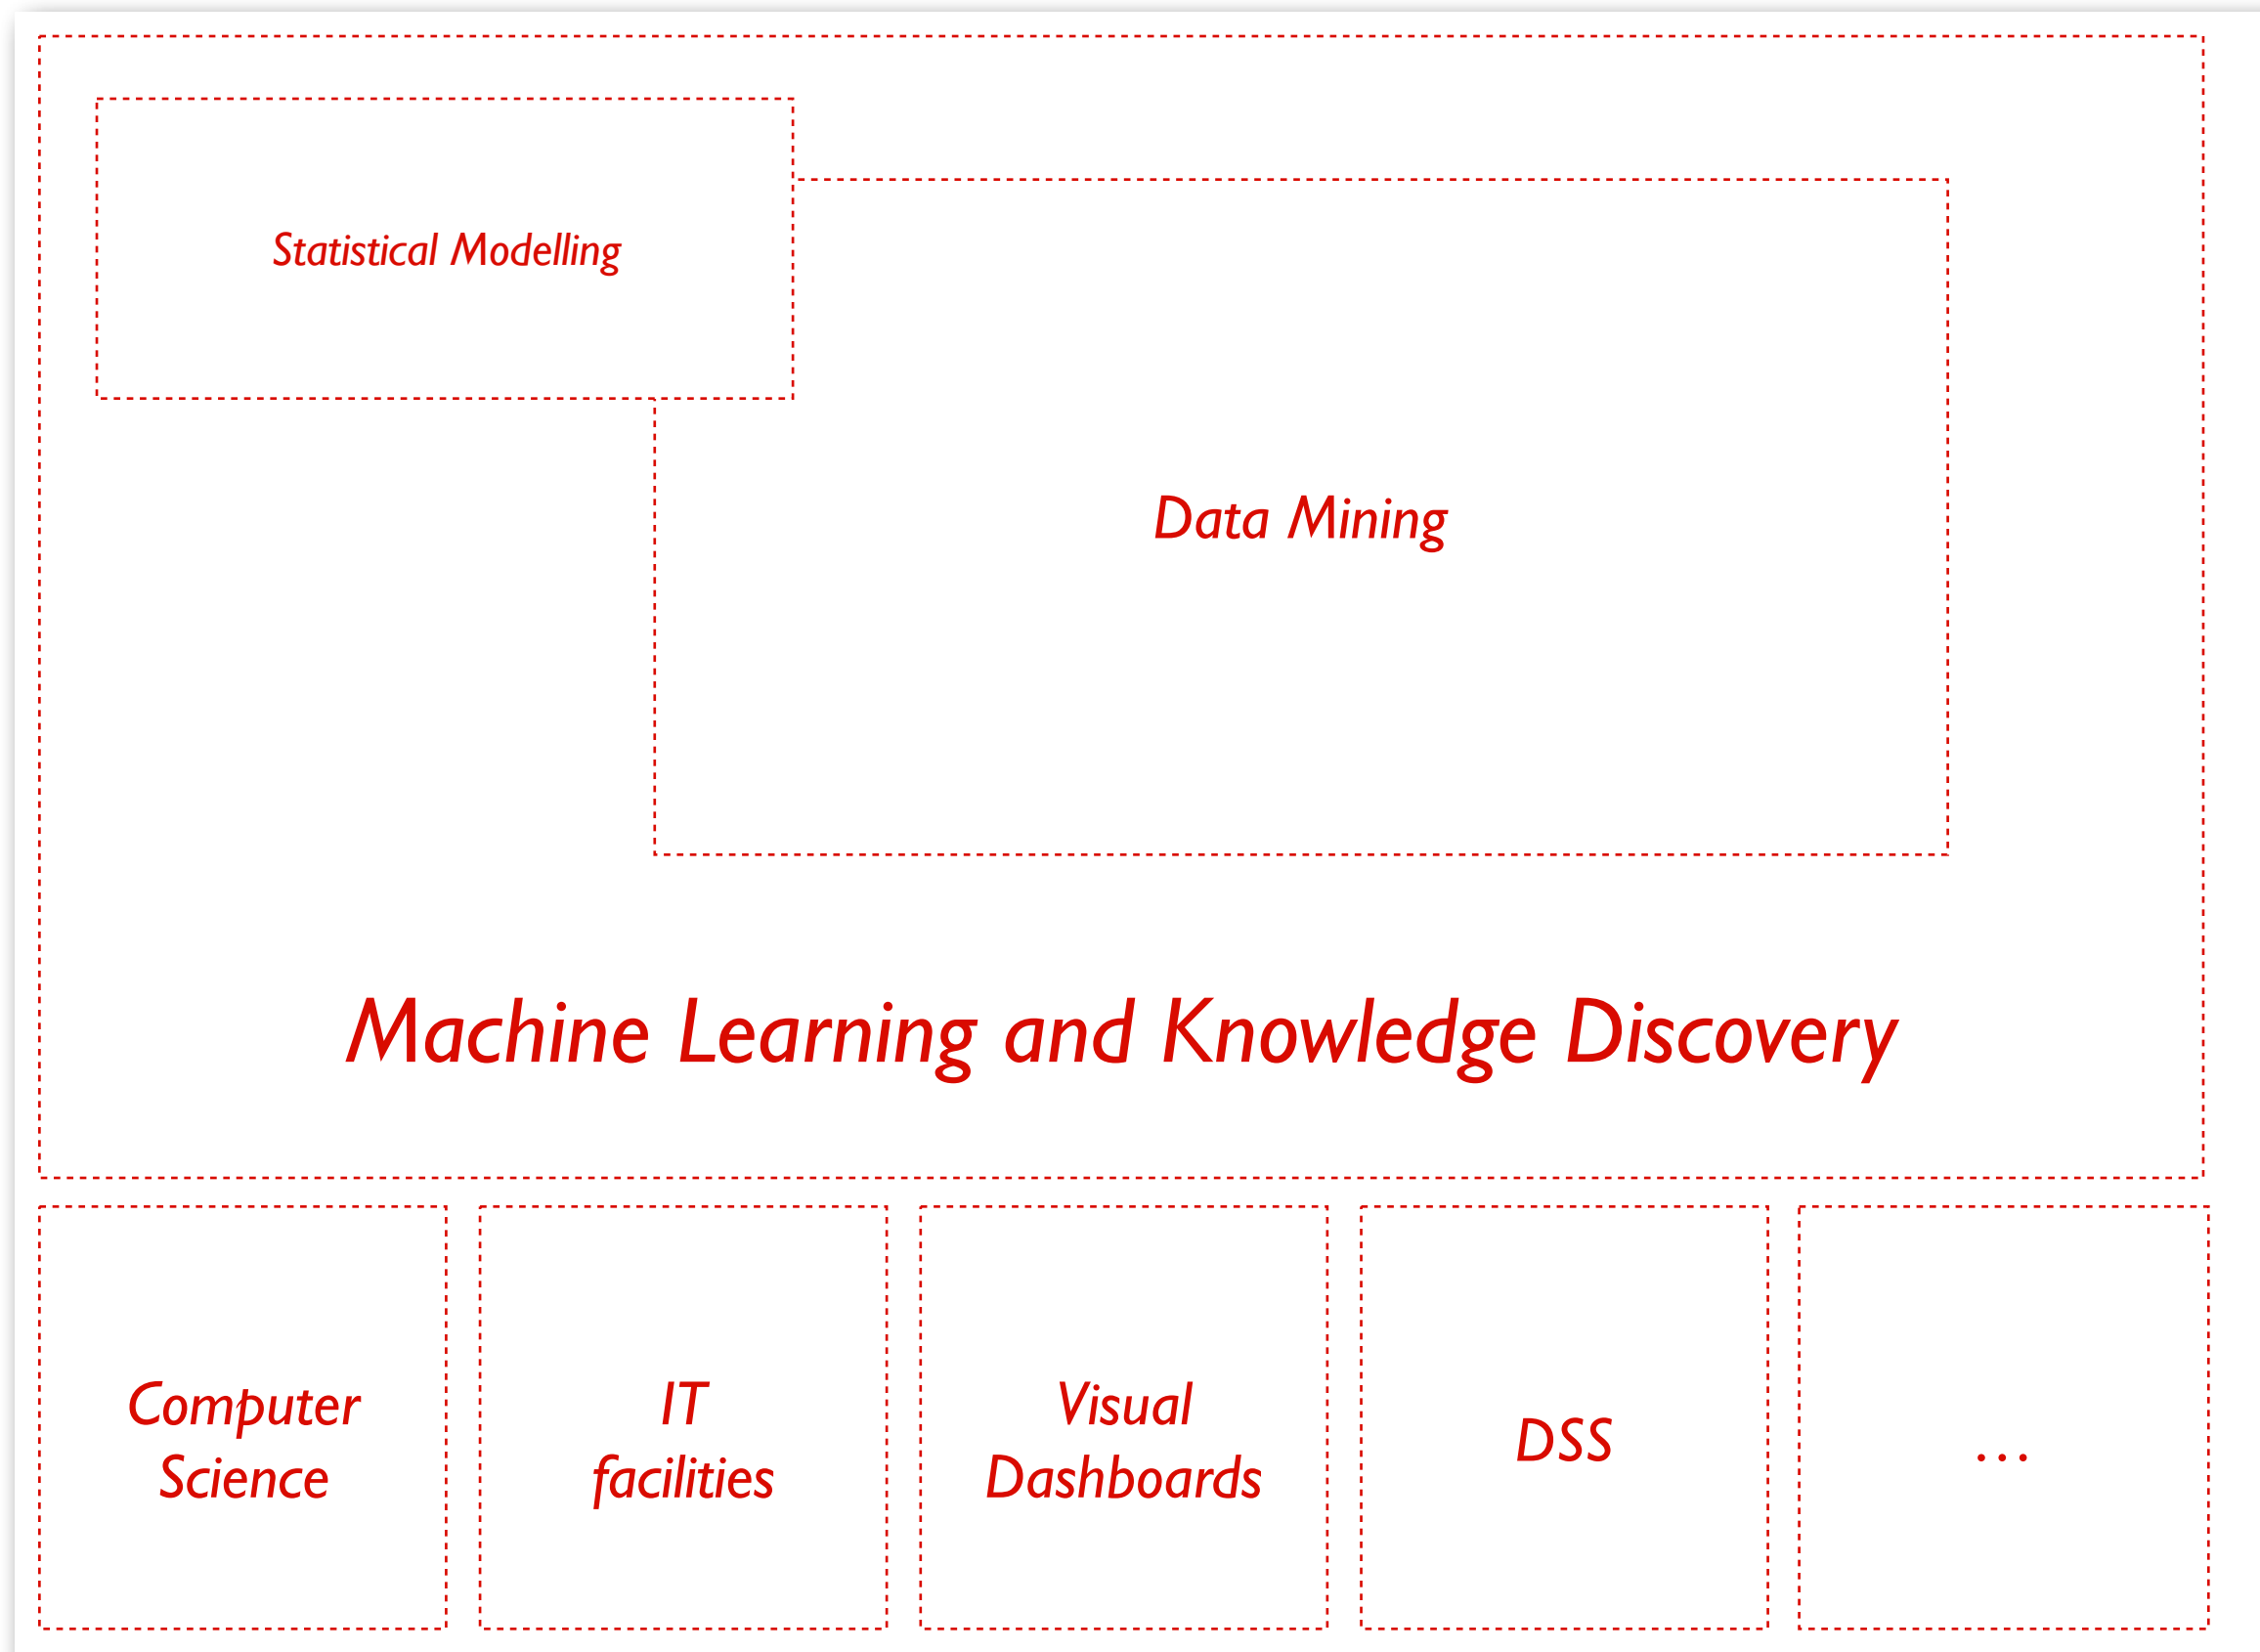 Statistical Modelling
Data Mining
Machine Learning and Knowledge Discovery
Computer
Science
IT
facilities
Visual
Dashboards
DSS
...